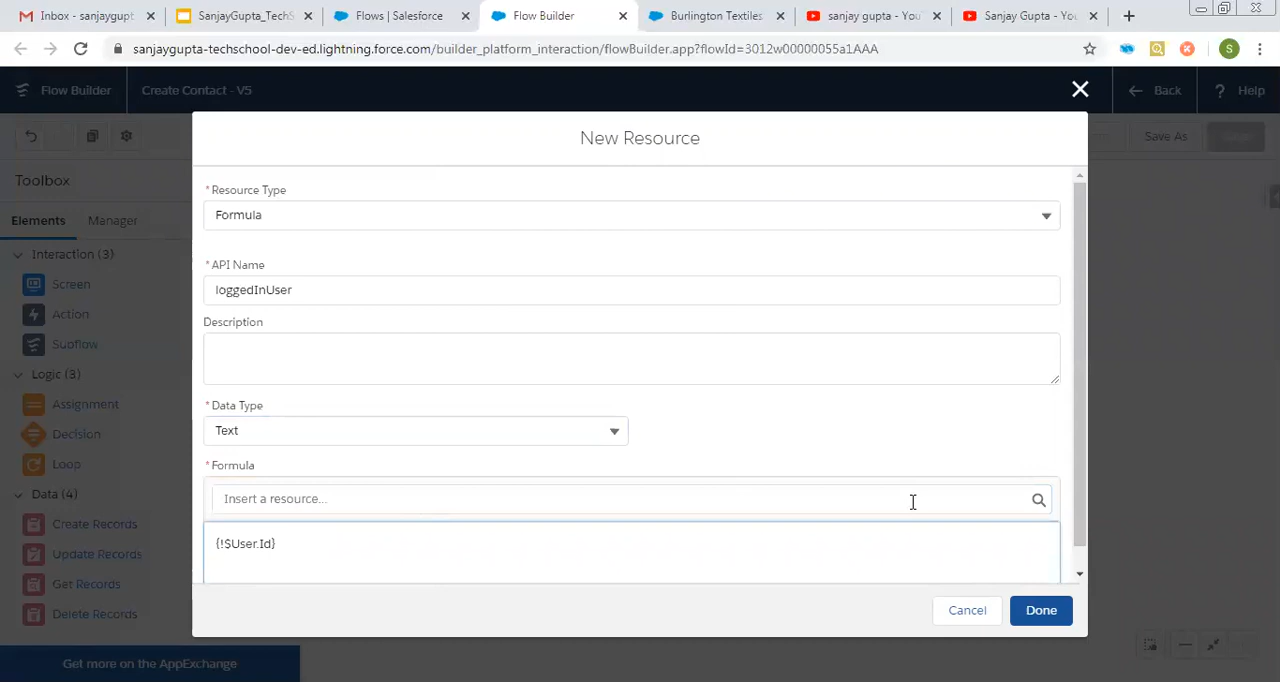 Inbox - sanjaygupt
SanjayGupta_TechS
Flows | Salesforce
Flow Builder
Burlington Textiles
sanjay gupta - You
Sanjay Gupta - You
sanjaygupta-techschool-dev-ed.lightning.force.com/builder_platform_interaction/flowBuilder.app?flowId=3012w00000055a1AAA
S
Flow Builder
Create Contact - V5
Back
? Help
Save As
Toolbox
Elements
Manager
Interaction (3)
Screen
Action
Subflow
Logic (3)
Assignment
Decision
Loop
Data (4)
Create Records
Update Records
Get Records
Delete Records
Get more on the AppExchange
New Resource
* Resource Type
Formula
* API Name
loggedInUser
Description
* Data Type
Text
* Formula
Insert a resource...
{!$User.Id}
Cancel
Done